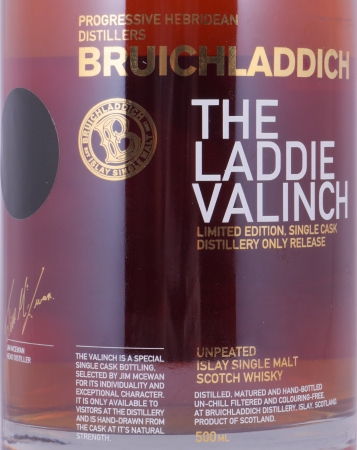 PROGRESSIVE HEBRIDEAN
DISTILLERS
BRUICHLADDICH
BRUICHLADDICH
ISLAY SINGLE MALT
THE
LADDIE
VALINCH
LIMITED EDITION, SINGLE CASK
DISTILLERY ONLY RELEASE
Jim McEwan
JIM MCEWAN
HEAD DISTILLER
THE VALINCH IS A SPECIAL
SINGLE CASK BOTTLING,
SELECTED BY JIM MCEWAN
FOR ITS INDIVIDUALITY AND
EXCEPTIONAL CHARACTER.
IT IS ONLY AVAILABLE TO
VISITORS AT THE DISTILLERY
AND IS HAND-DRAWN FROM
THE CASK AT IT'S NATURAL
STRENGTH.
UNPEATED
ISLAY SINGLE MALT
SCOTCH WHISKY
DISTILLED, MATURED AND HAND-BOTTLED
UN-CHILL FILTERED AND COLOURING-FREE
AT BRUICHLADDICH DISTILLERY, ISLAY, SCOTLAND
PRODUCT OF SCOTLAND.
500ML